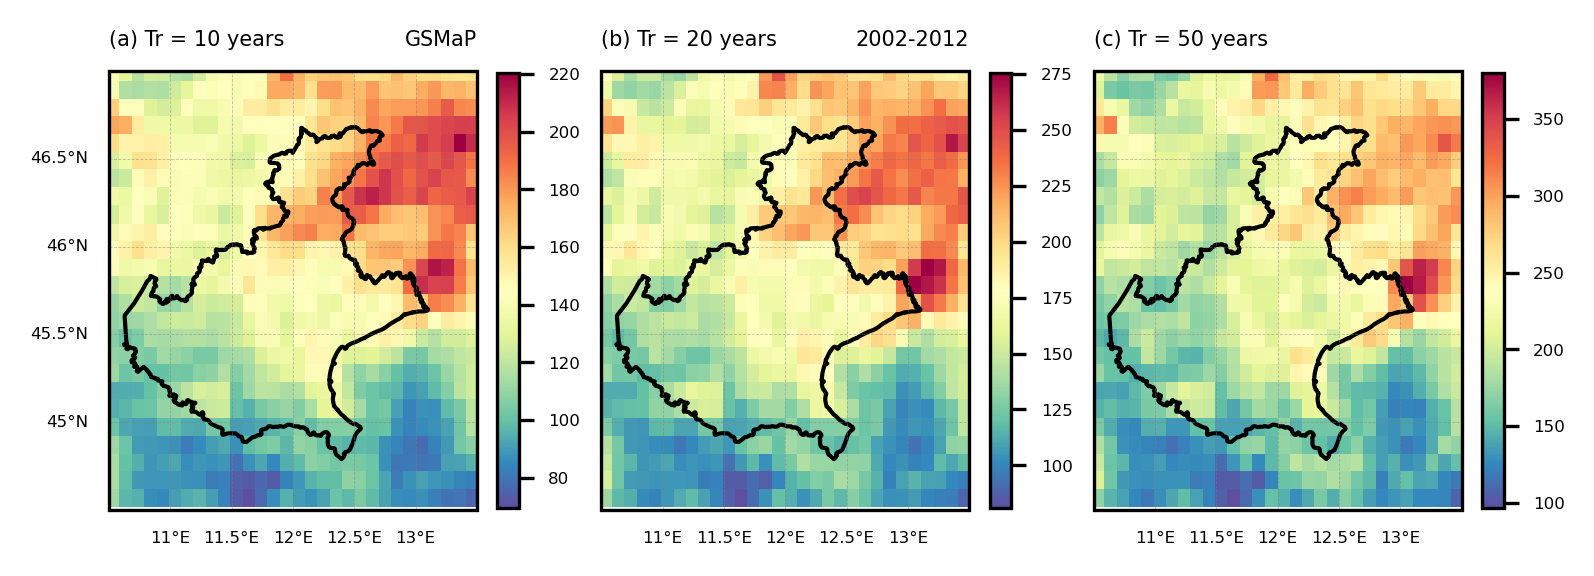 (a) Tr = 10 years GSMaP
(b) Tr = 20 years 2002-2012
(c) Tr = 50 years
46.5°N
46°N
45.5°N
45°N
11°E 11.5°E 12°E 12.5°E 13°E
220
200
180
160
140
120
100
80
11°E 11.5°E 12°E 12.5°E 13°E
275
250
225
200
175
150
125
100
11°E 11.5°E 12°E 12.5°E 13°E
350
300
250
200
150
100